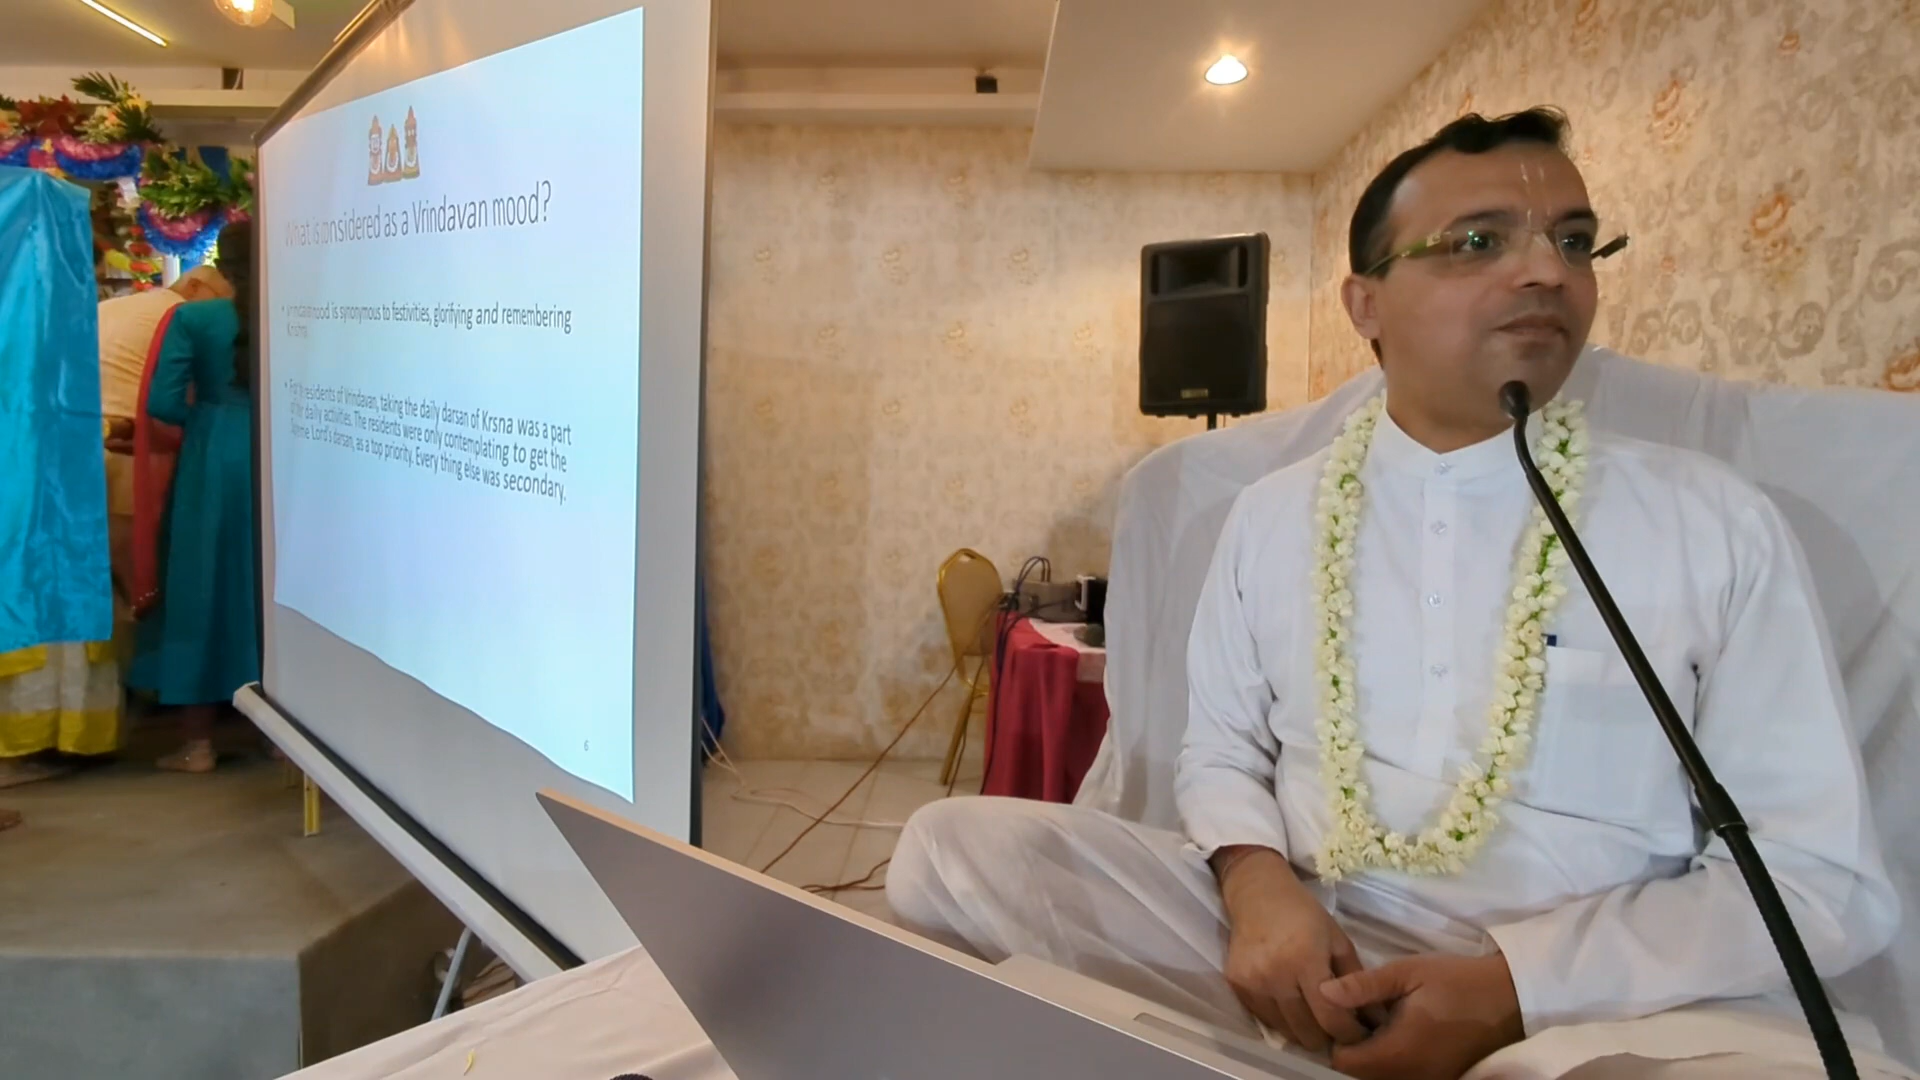 What is considered as a Vrindavan mood?
mood is synonymous to festivities, glorifying and remembering
Krishna
residents of Vrindavan, taking the daily darsan of Krsna was a part
daily activities. The residents were only contemplating to get the
Lord's darsan, as a top priority. Every thing else was secondary.
6